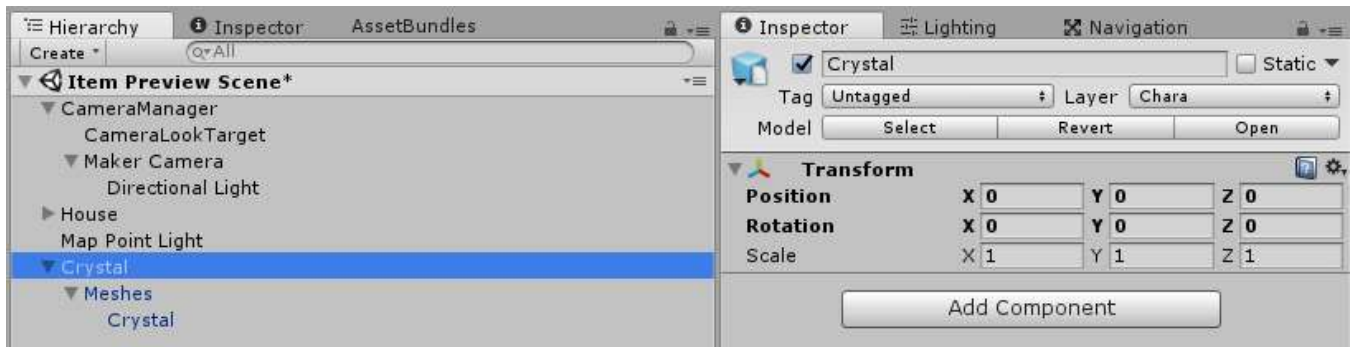 Hierarchy Inspector AssetBundles
Create All
Item Preview Scene*
CameraManager
CameraLookTarget
Maker Camera
Directional Light
House
Map Point Light
Crystal
Meshes
Crystal
Inspector Lighting Navigation
Crystal Static
Tag Untagged Layer Chara
Model Select Revert Open
Transform
Position X 0 Y 0 Z 0
Rotation X 0 Y 0 Z 0
Scale X 1 Y 1 Z 1
Add Component